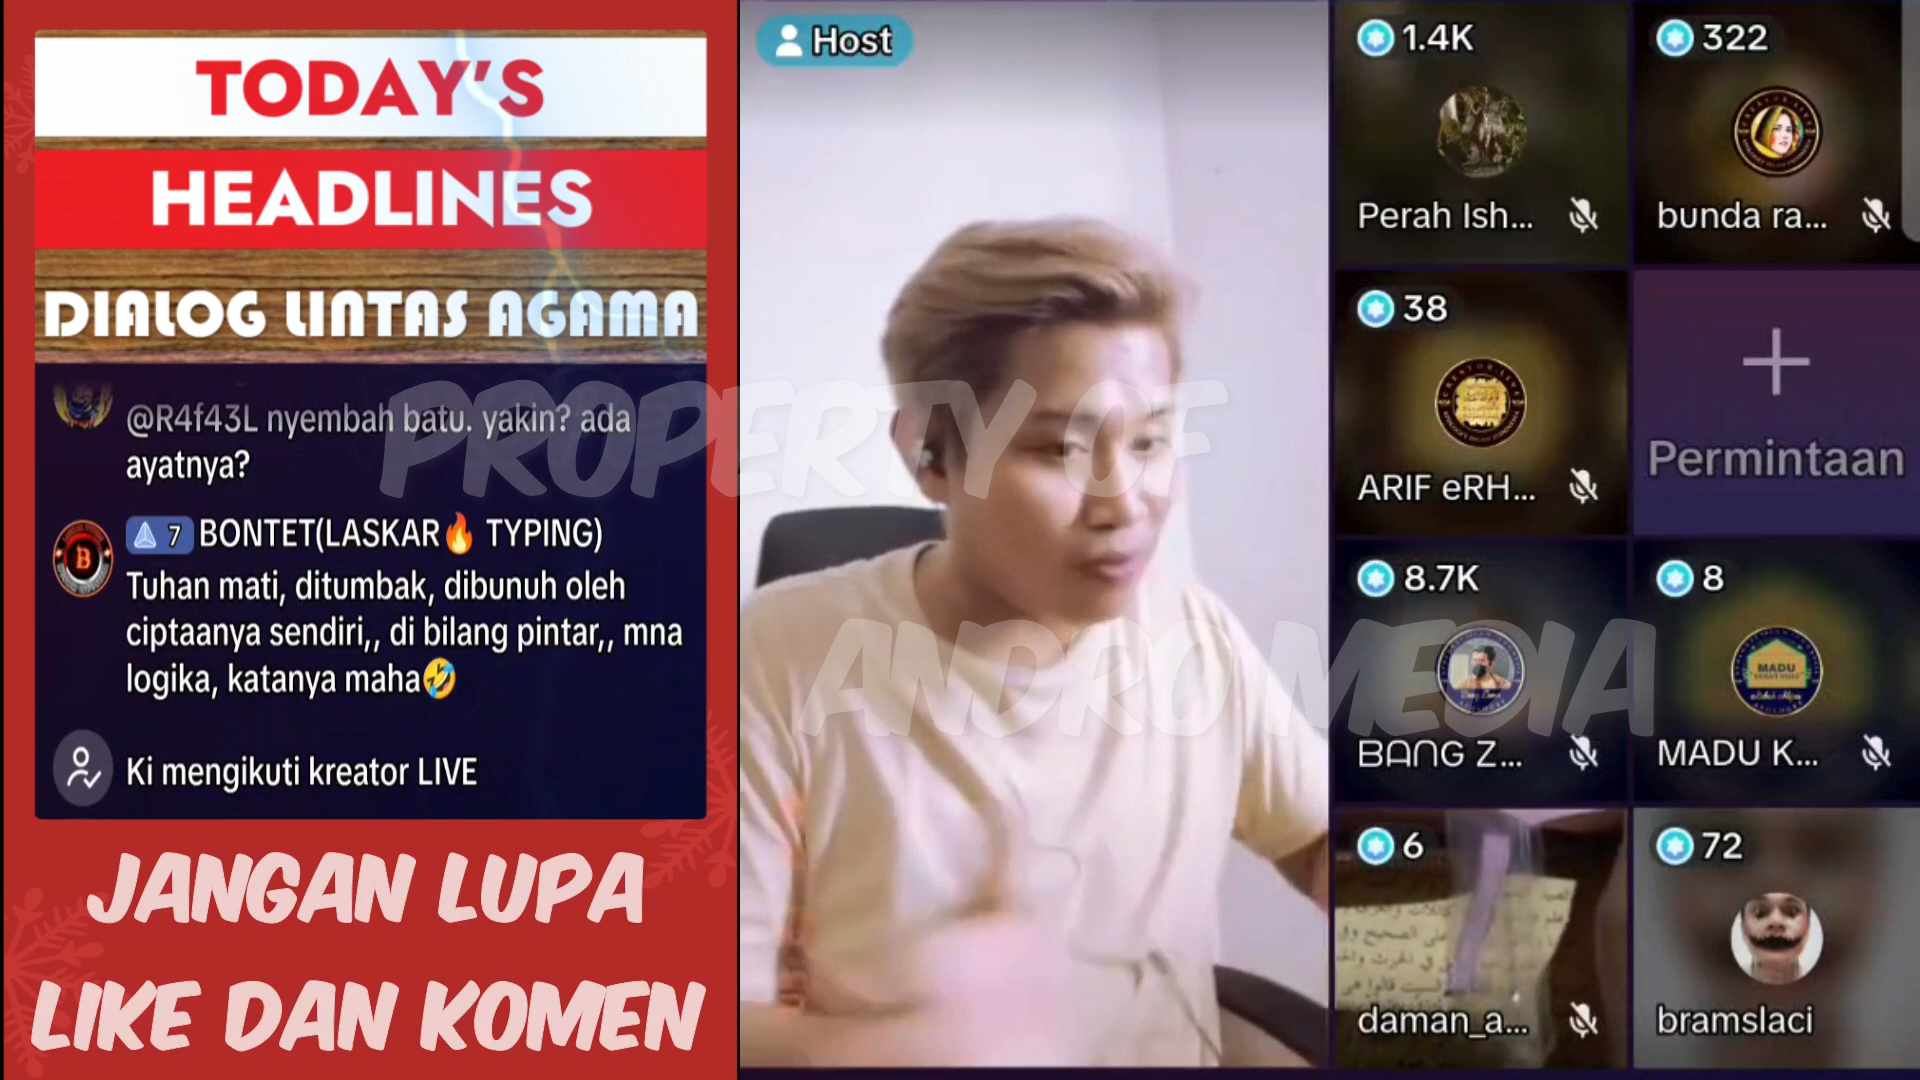 TODAY'S
HEADLINES
DIALOG LINTAS AGAMA
@R4f43L nyembah batu. yakin? ada
ayatnya?
7 BONTET(LASKAR🔥 TYPING)
Tuhan mati, ditumbak, dibunuh oleh
ciptaanya sendiri,, di bilang pintar,, mna
logika, katanya maha🤣
Ki mengikuti kreator LIVE
JANGAN LUPA
LIKE DAN KOMEN
PROPERTY OF
ANDRO MEDIA
Host
1.4K
Perah Ish...
322
bunda ra...
38
ARIF eRH...
Permintaan
8.7K
BANG Z...
8
MADU
MADU K...
6
daman_a...
72
bramslaci